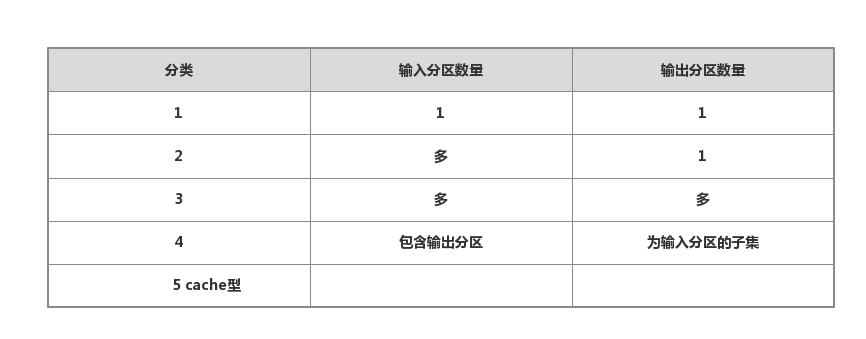 分类 输入分区数量 输出分区数量
1 1 1
2 多 1
3 多 多
4 包含输出分区 为输入分区的子集
5 cache型